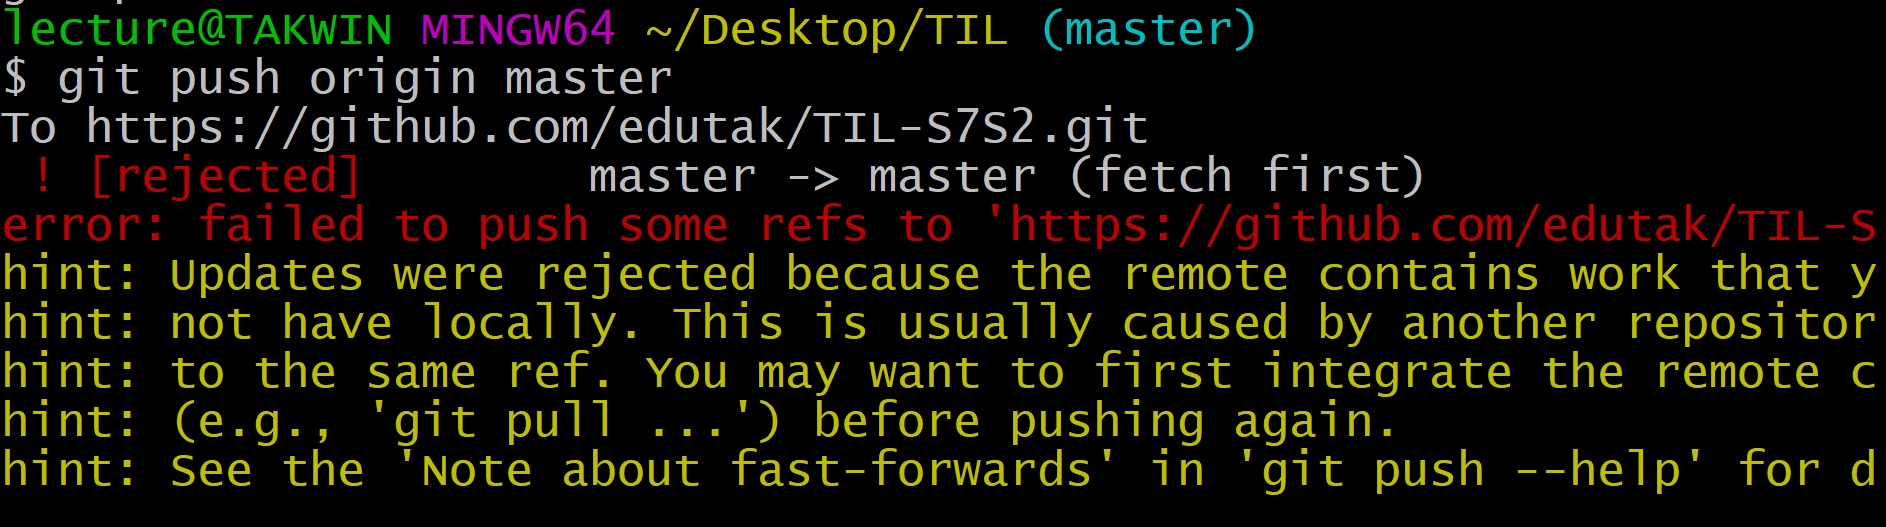 lecture@TAKWIN MINGW64 ~/Desktop/TIL (master)
$ git push origin master
To https://github.com/edutak/TIL-S7S2.git
 ! [rejected]        master -> master (fetch first)
error: failed to push some refs to 'https://github.com/edutak/TIL-S
hint: Updates were rejected because the remote contains work that y
hint: not have locally. This is usually caused by another repositor
hint: to the same ref. You may want to first integrate the remote c
hint: (e.g., 'git pull ...') before pushing again.
hint: See the 'Note about fast-forwards' in 'git push --help' for d